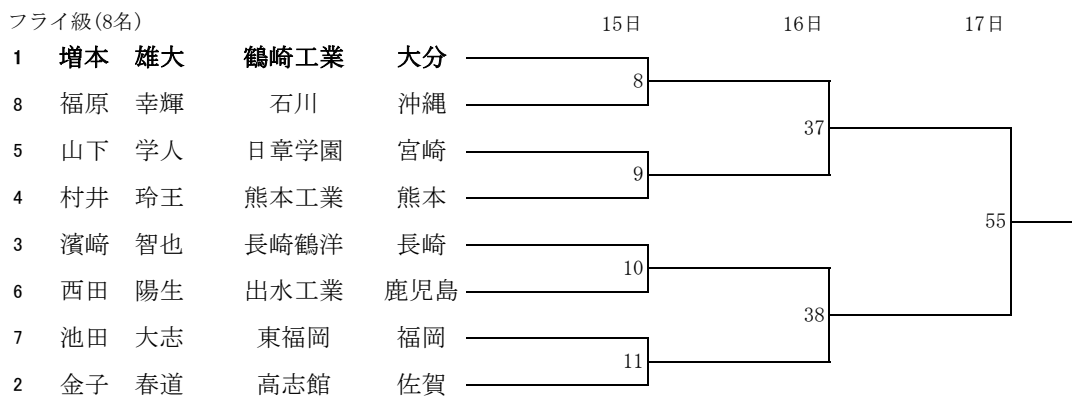 フライ級(8名) 15日 16日 17日
1 増本 雄大 鶴崎工業 大分
8
8 福原 幸輝 石川 沖縄
37
5 山下 学人 日章学園 宮崎
9
4 村井 玲王 熊本工業 熊本
55
3 濱﨑 智也 長崎鶴洋 長崎
10
6 西田 陽生 出水工業 鹿児島
38
7 池田 大志 東福岡 福岡
11
2 金子 春道 高志館 佐賀